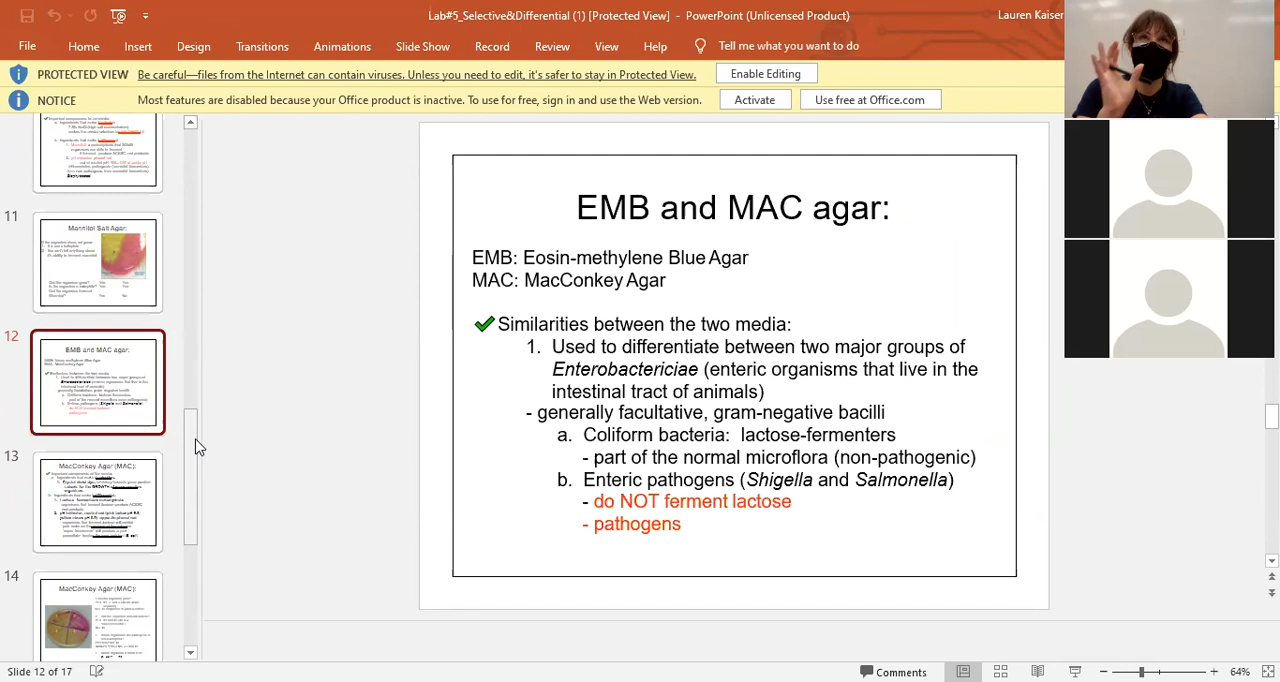 Lab#5_Selective&Differential (1) [Protected View] - PowerPoint (Unlicensed Product)
Lauren Kaiser
File Home Insert Design Transitions Animations Slide Show Record Review View Help Tell me what you want to do
PROTECTED VIEW Be careful—files from the Internet can contain viruses. Unless you need to edit, it's safer to stay in Protected View. Enable Editing
NOTICE Most features are disabled because your Office product is inactive. To use for free, sign in and use the Web version. Activate Use free at Office.com
11
Mannitol Salt Agar:
12
EMB and MAC agar:
13
MacConkey Agar (MAC):
14
MacConkey Agar (MAC):
EMB and MAC agar:
EMB: Eosin-methylene Blue Agar
MAC: MacConkey Agar
Similarities between the two media:
1. Used to differentiate between two major groups of
Enterobactericiae (enteric organisms that live in the
intestinal tract of animals)
- generally facultative, gram-negative bacilli
a. Coliform bacteria: lactose-fermenters
- part of the normal microflora (non-pathogenic)
b. Enteric pathogens (Shigella and Salmonella)
- do NOT ferment lactose
- pathogens
Slide 12 of 17
Comments
64%